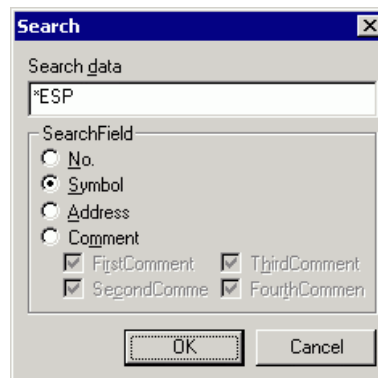 Search
Search data
*ESP
SearchField
No.
Symbol
Address
Comment
FirstComment ThirdComment
SecondComme FourthCommen
OK Cancel